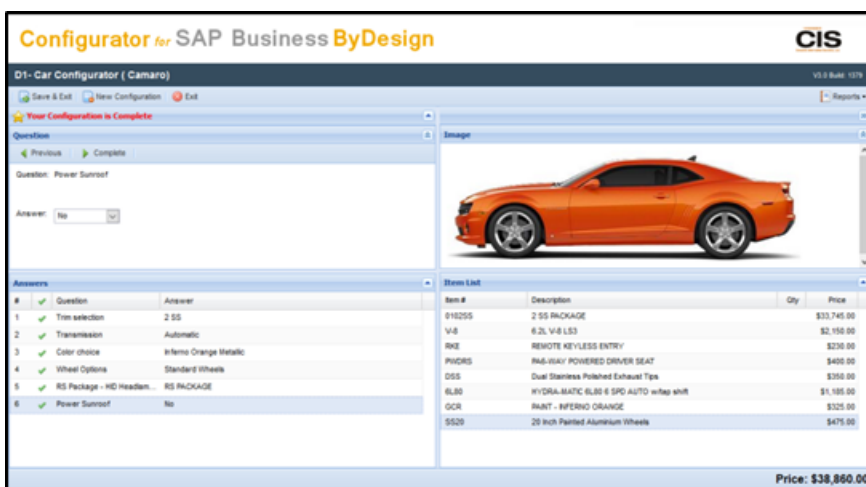 Configurator for SAP Business ByDesign
CIS
D1- Car Configurator ( Camaro)
V3.0 Build: 1379
Save & Exit New Configuration Exit
Reports
Your Configuration is Complete
Question
Image
Previous Complete
Question: Power Sunroof
Answer: No
Answers
# Question Answer
1 Trim selection 2 SS
2 Transmission Automatic
3 Color choice Inferno Orange Metallic
4 Wheel Options Standard Wheels
5 RS Package - HID Headlam... RS PACKAGE
6 Power Sunroof No
Item List
Item # Description Qty Price
0102SS 2 SS PACKAGE $33,745.00
V-8 6.2L V-8 LS3 $2,150.00
RKE REMOTE KEYLESS ENTRY $230.00
PWDRS PA6-WAY POWERED DRIVER SEAT $400.00
DSS Dual Stainless Polished Exhaust Tips $350.00
6L80 HYDRA-MATIC 6L80 6 SPD AUTO w/tap shift $1,185.00
GCR PAINT - INFERNO ORANGE $325.00
SS20 20 Inch Painted Aluminium Wheels $475.00
Price: $38,860.00